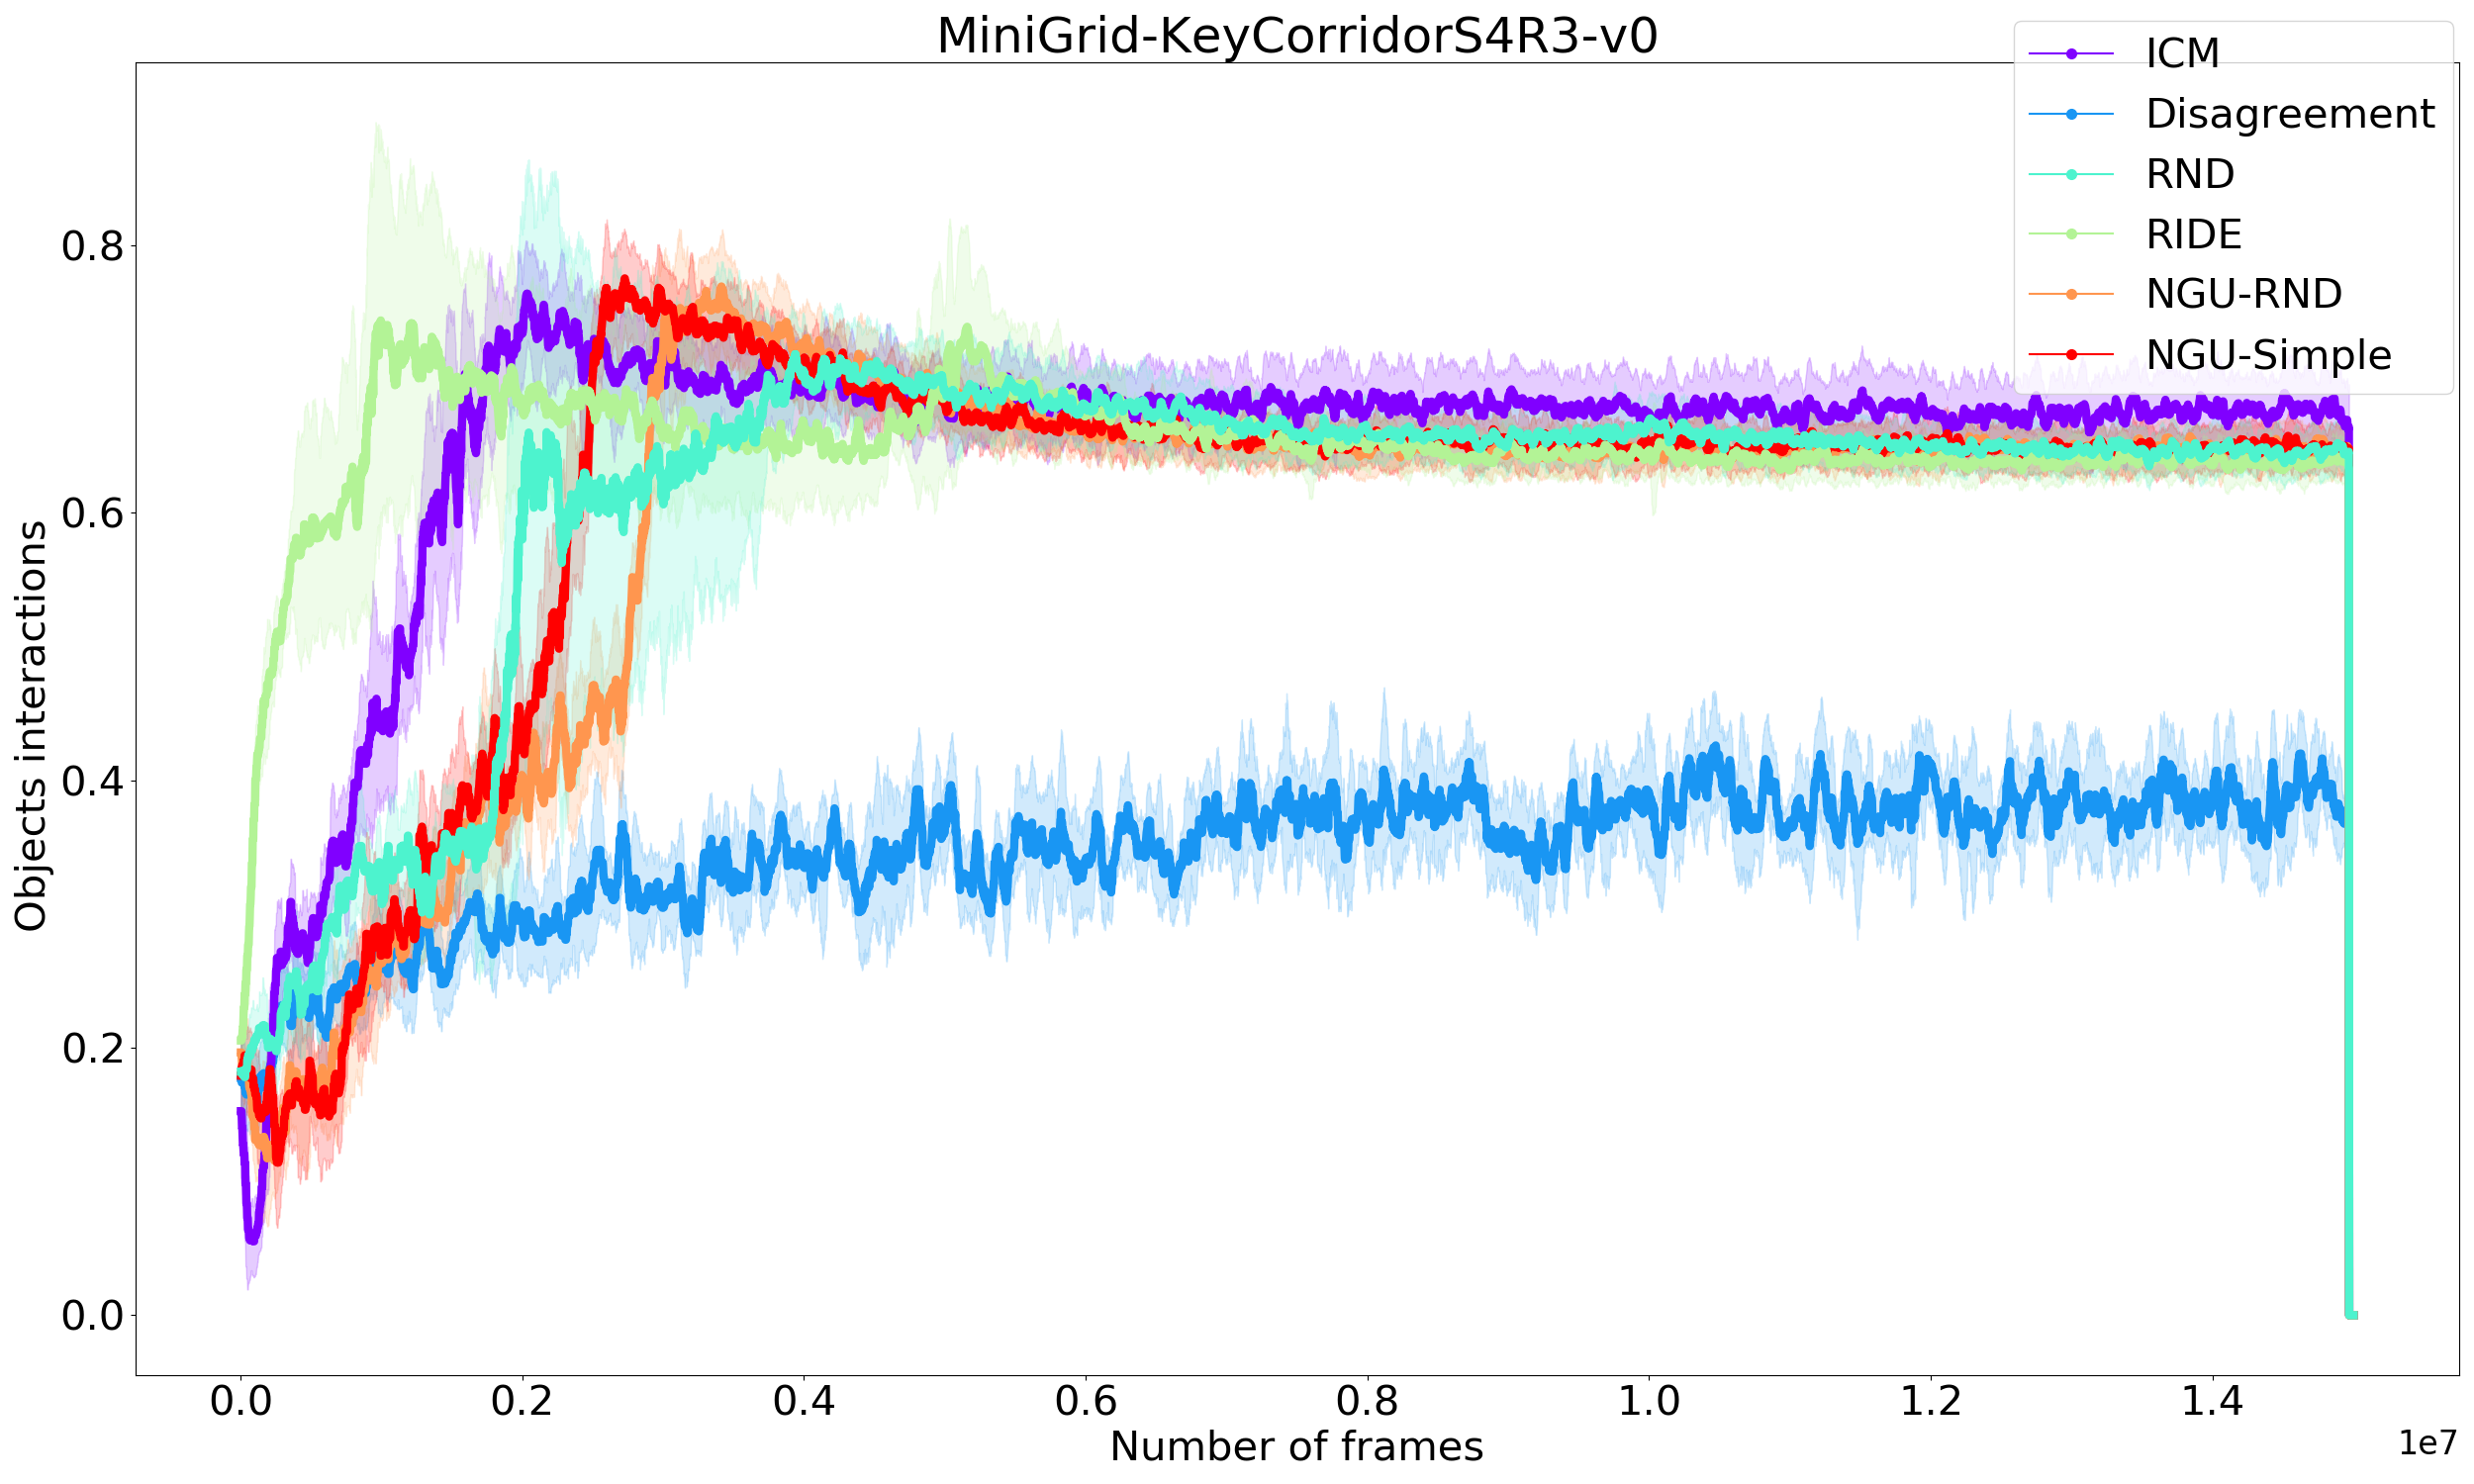 MiniGrid-KeyCorridorS4R3-v0
ICM
Disagreement
RND
RIDE
NGU-RND
NGU-Simple
Objects interactions
0.8
0.6
0.4
0.2
0.0
0.0 0.2 0.4 0.6 0.8 1.0 1.2 1.4
1e7
Number of frames